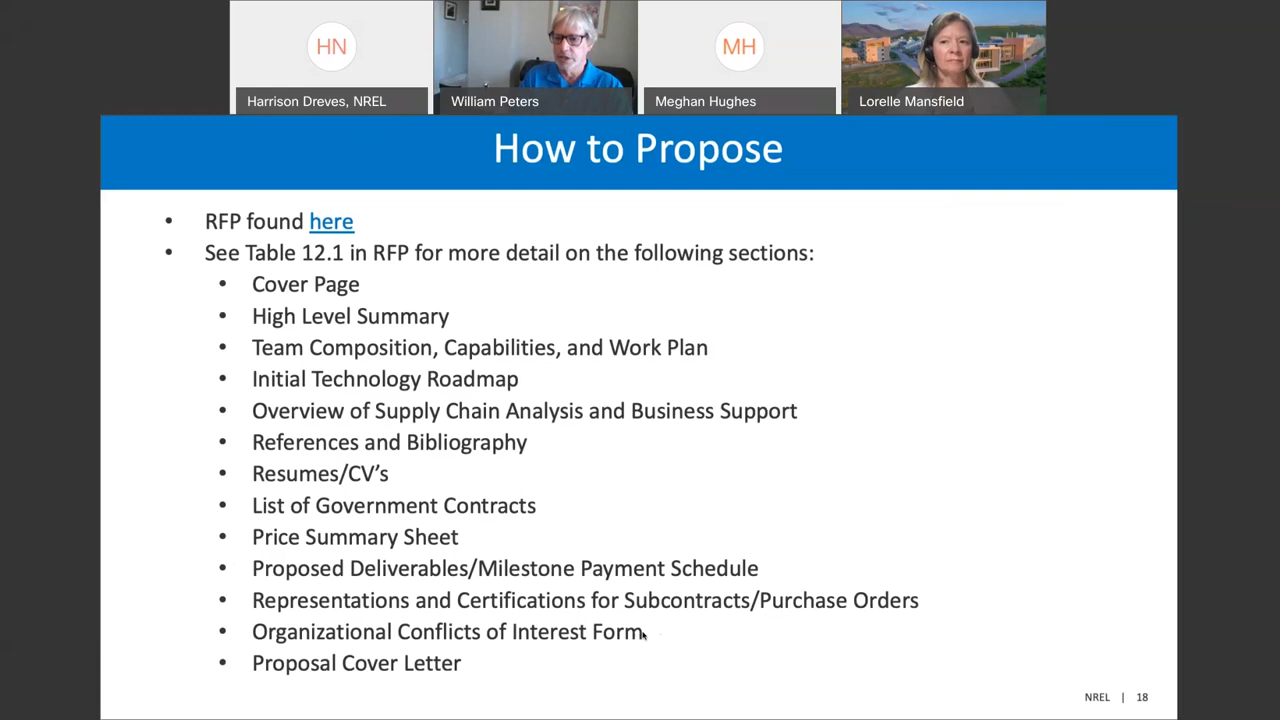 HN
MH
Harrison Dreves, NREL
William Peters
Meghan Hughes
Lorelle Mansfield
How to Propose
• RFP found here
• See Table 12.1 in RFP for more detail on the following sections:
• Cover Page
• High Level Summary
• Team Composition, Capabilities, and Work Plan
• Initial Technology Roadmap
• Overview of Supply Chain Analysis and Business Support
• References and Bibliography
• Resumes/CV’s
• List of Government Contracts
• Price Summary Sheet
• Proposed Deliverables/Milestone Payment Schedule
• Representations and Certifications for Subcontracts/Purchase Orders
• Organizational Conflicts of Interest Form
• Proposal Cover Letter
NREL | 18